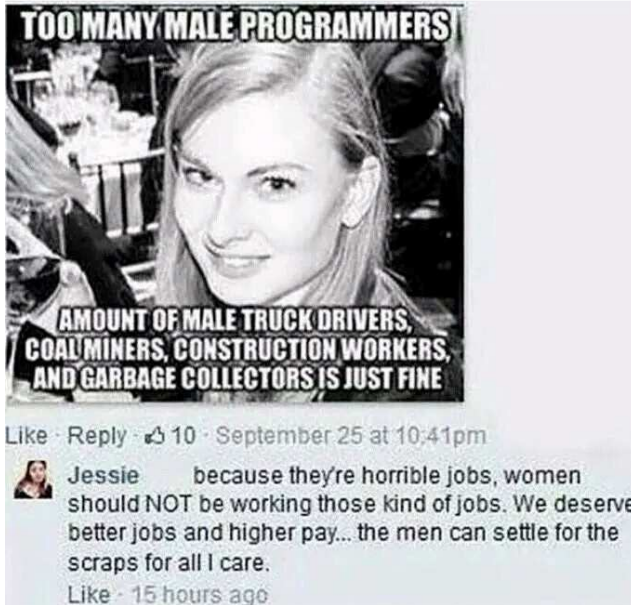 TOO MANY MALE PROGRAMMERS
AMOUNT OF MALE TRUCK DRIVERS,
COAL MINERS, CONSTRUCTION WORKERS,
AND GARBAGE COLLECTORS IS JUST FINE
Like · Reply · 10 · September 25 at 10:41pm
Jessie because they're horrible jobs, women
should NOT be working those kind of jobs. We deserve
better jobs and higher pay... the men can settle for the
scraps for all I care.
Like · 15 hours ago